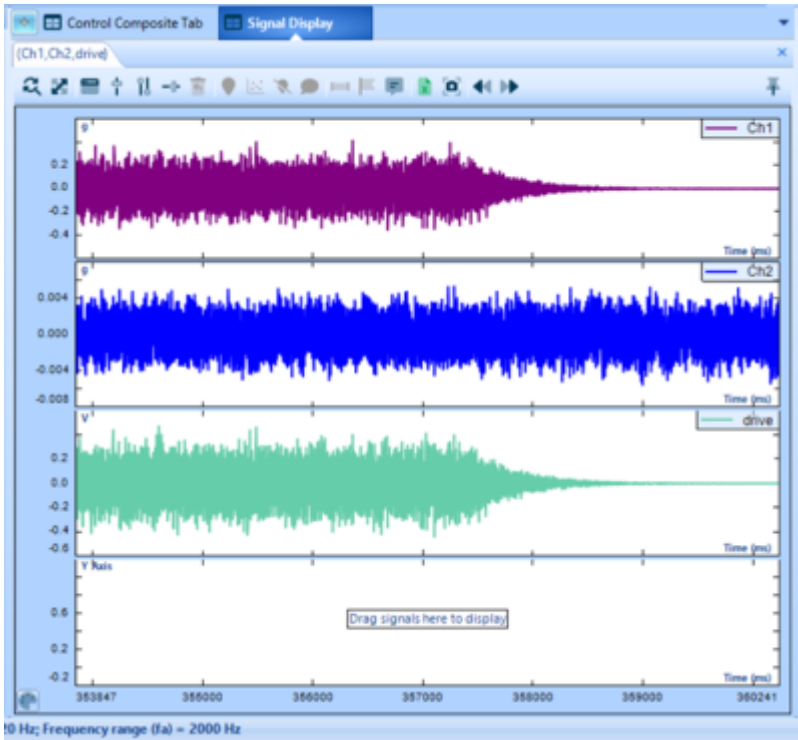 Control Composite Tab
Signal Display
(Ch1,Ch2,drive)
g
Ch1
0.2
0.0
-0.2
-0.4
Time (ms)
g
Ch2
0.004
0.000
-0.004
-0.008
Time (ms)
V
drive
0.2
0.0
-0.2
-0.4
-0.6
Time (ms)
Y Axis
0.6
Drag signals here to display
0.2
-0.2
Time (ms)
353847 355000 356000 357000 358000 359000 360241
20 Hz; Frequency range (fa) = 2000 Hz